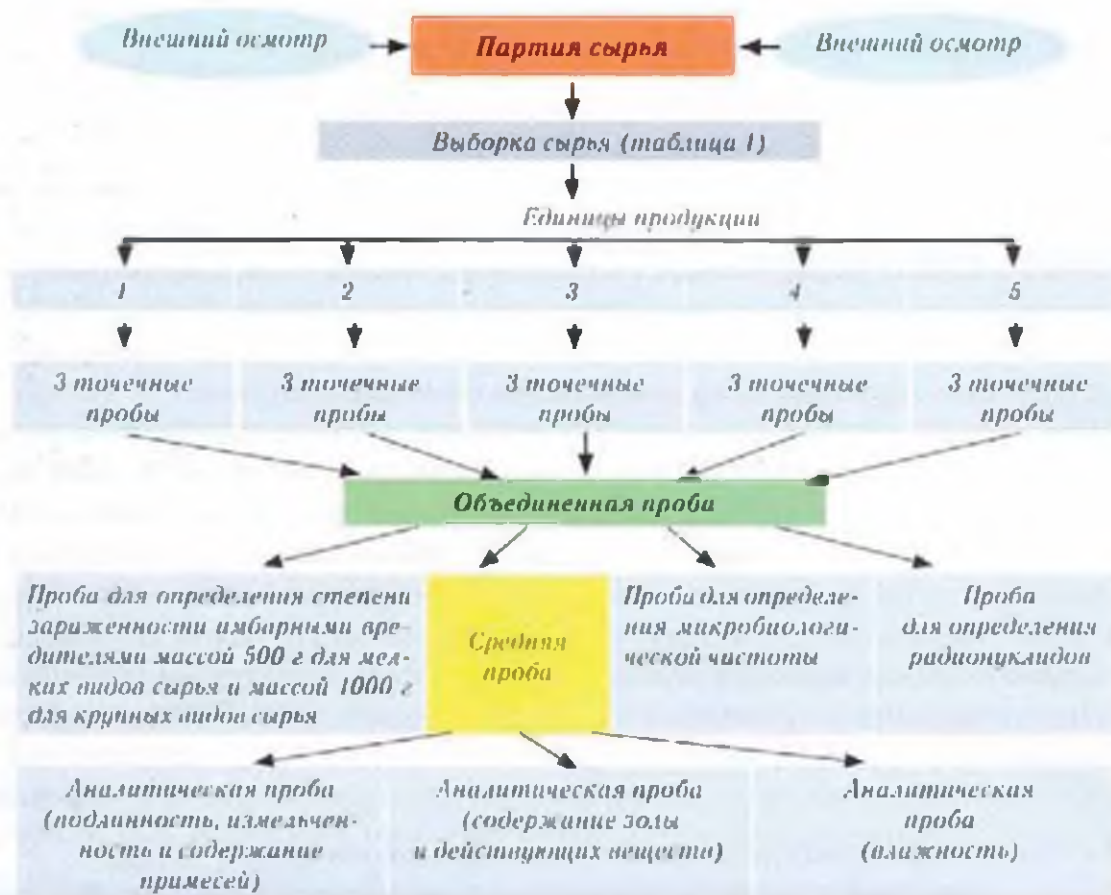 Внешний осмотр
Партия сырья
Внешний осмотр
Выборка сырья (таблица 1)
Единицы продукции
1 2 3 4 5
3 точечные
пробы
3 точечные
пробы
3 точечные
пробы
3 точечные
пробы
3 точечные
пробы
Объединенная проба
Проба для определения степени
зараженности амбарными вре-
дителями массой 500 г для мел-
ких видов сырья и массой 1000 г
для крупных видов сырья
Средняя
проба
Проба для определе-
ния микробиологи-
ческой чистоты
Проба
для определения
радионуклидов
Аналитическая проба
(подлинность, измельчен-
ность и содержание
примесей)
Аналитическая проба
(содержание золы
и действующих веществ)
Аналитическая
проба
(влажность)